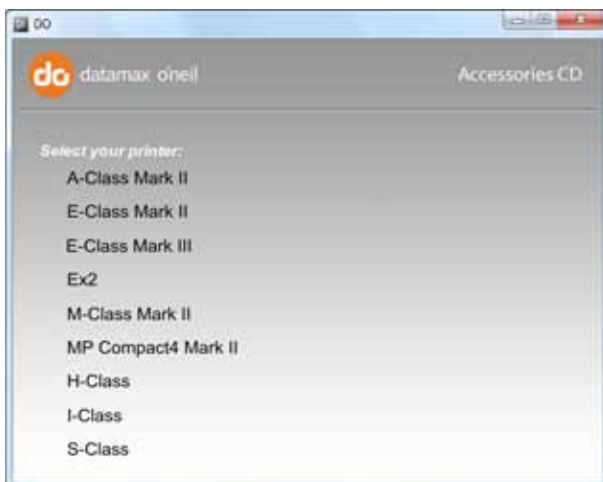 DO
do datamax o'neil
Accessories CD
Select your printer:
A-Class Mark II
E-Class Mark II
E-Class Mark III
Ex2
M-Class Mark II
MP Compact4 Mark II
H-Class
I-Class
S-Class